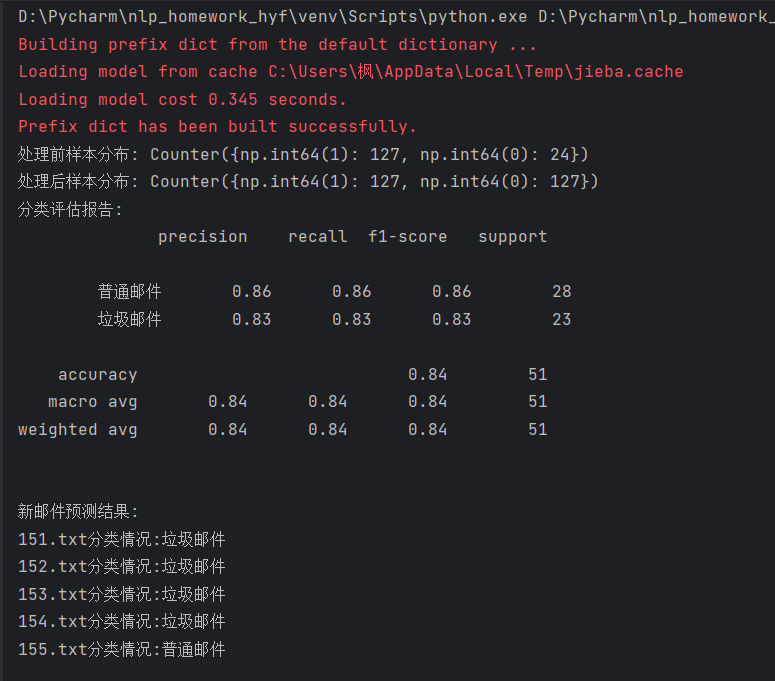 D:\Pycharm\nlp_homework_hyf\venv\Scripts\python.exe D:\Pycharm\nlp_homework_
Building prefix dict from the default dictionary ...
Loading model from cache C:\Users\枫\AppData\Local\Temp\jieba.cache
Loading model cost 0.345 seconds.
Prefix dict has been built successfully.
处理前样本分布: Counter({np.int64(1): 127, np.int64(0): 24})
处理后样本分布: Counter({np.int64(1): 127, np.int64(0): 127})
分类评估报告:
precision recall f1-score support
普通邮件 0.86 0.86 0.86 28
垃圾邮件 0.83 0.83 0.83 23
accuracy 0.84 51
macro avg 0.84 0.84 0.84 51
weighted avg 0.84 0.84 0.84 51
新邮件预测结果:
151.txt分类情况:垃圾邮件
152.txt分类情况:垃圾邮件
153.txt分类情况:垃圾邮件
154.txt分类情况:垃圾邮件
155.txt分类情况:普通邮件